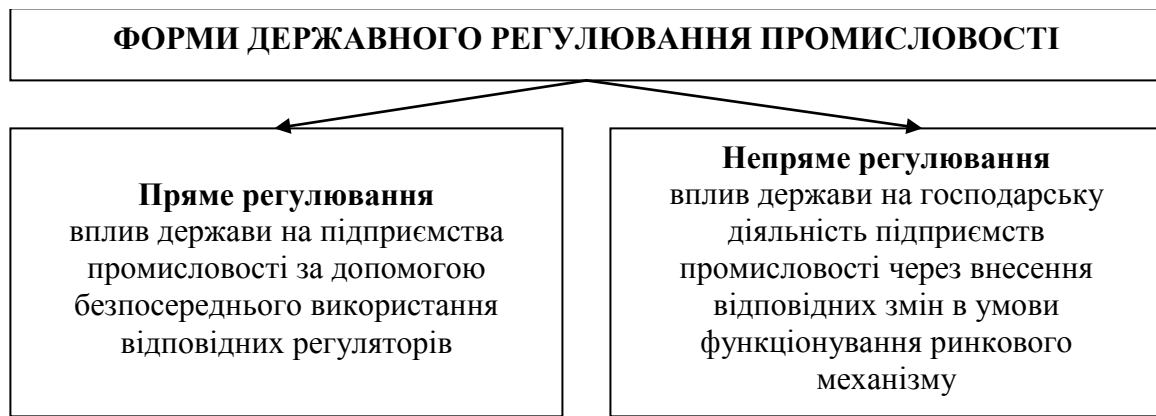 ФОРМИ ДЕРЖАВНОГО РЕГУЛЮВАННЯ ПРОМИСЛОВОСТІ
Пряме регулювання
вплив держави на підприємства
промисловості за допомогою
безпосереднього використання
відповідних регуляторів
Непряме регулювання
вплив держави на господарську
діяльність підприємств
промисловості через внесення
відповідних змін в умови
функціонування ринкового
механізму